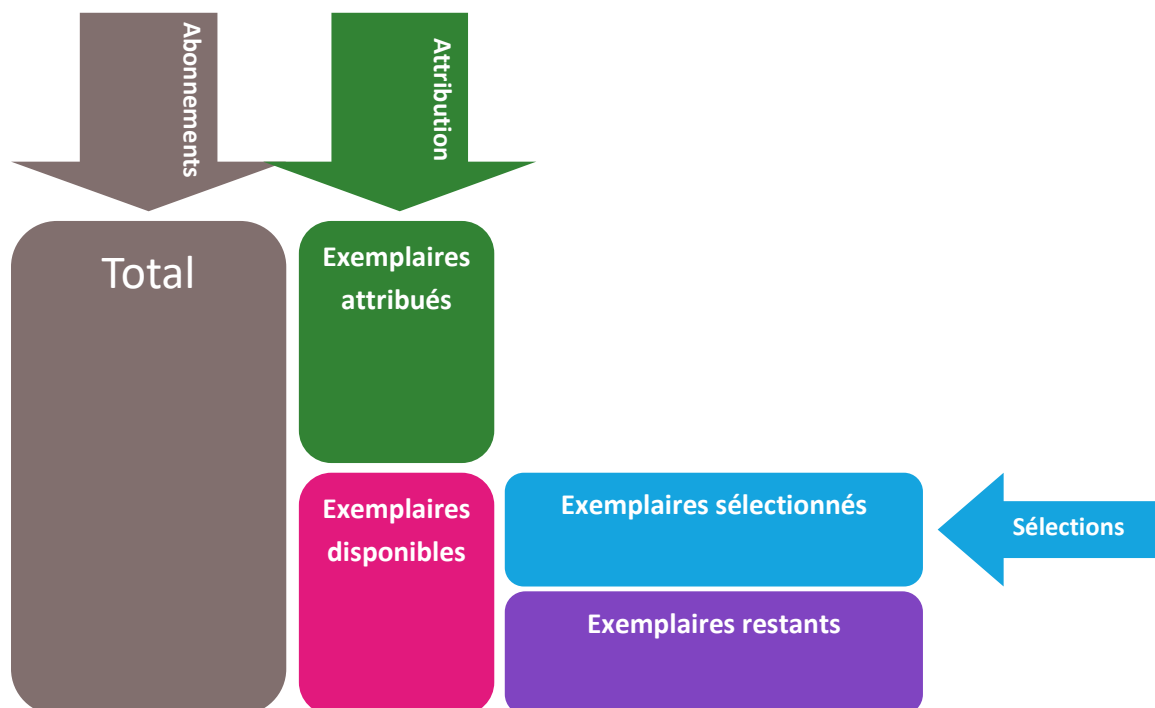 Abonnements
Attribution
Total
Exemplaires
attribués
Exemplaires
disponibles
Exemplaires sélectionnés
Sélections
Exemplaires restants